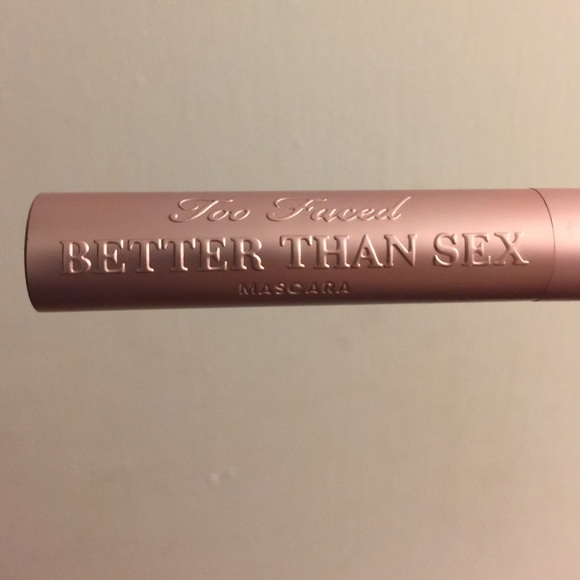 Too Faced
BETTER THAN SEX
MASCARA